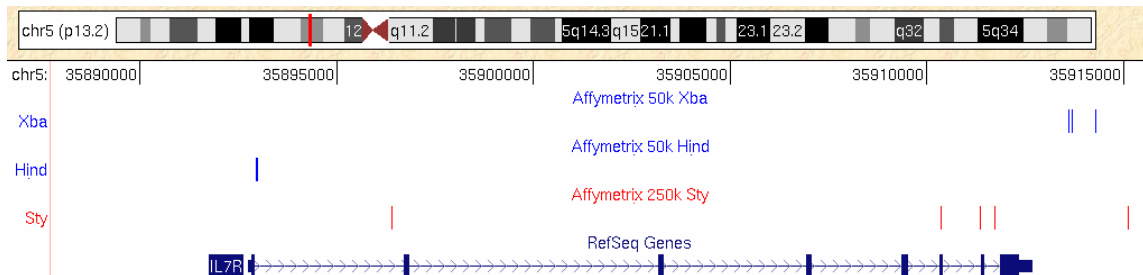 chr5 (p13.2) 12 q11.2 5q14.3 q15 21.1 23.1 23.2 q32 5q34
chr5: 35890000 35895000 35900000 35905000 35910000 35915000
Affymetrix 50k Xba
Xba
Affymetrix 50k Hind
Hind
Affymetrix 250k Sty
Sty
RefSeq Genes
IL7R